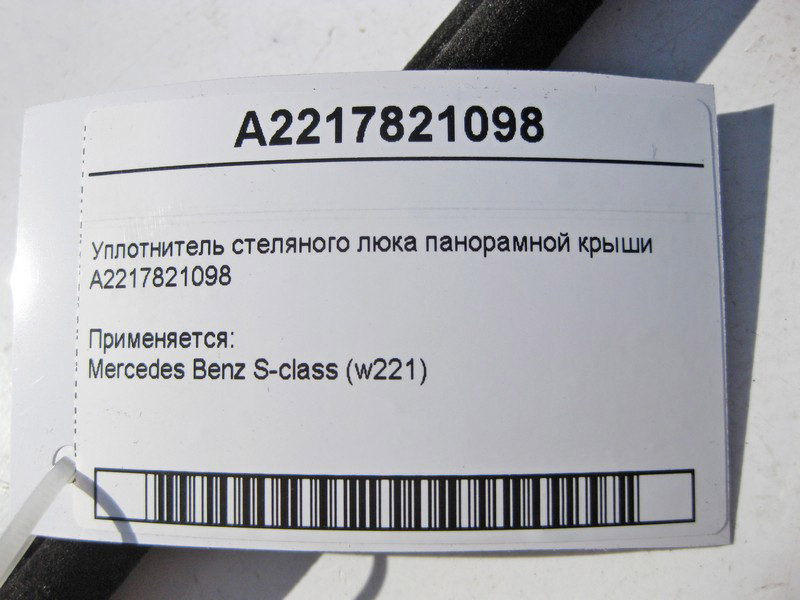 A2217821098
Уплотнитель стеляного люка панорамной крыши
A2217821098
Применяется:
Mercedes Benz S-class (w221)